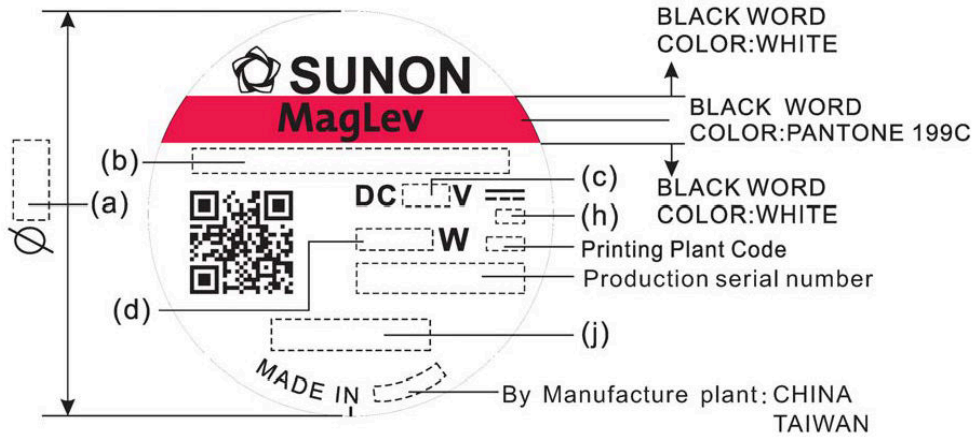 BLACK WORD
COLOR:WHITE
SUNON
MagLev
BLACK WORD
COLOR:PANTONE 199C
(b)
(c)
(a)
DC V
BLACK WORD
COLOR:WHITE
(h)
Ø
W
Printing Plant Code
Production serial number
(d)
(j)
MADE IN
By Manufacture plant: CHINA
TAIWAN